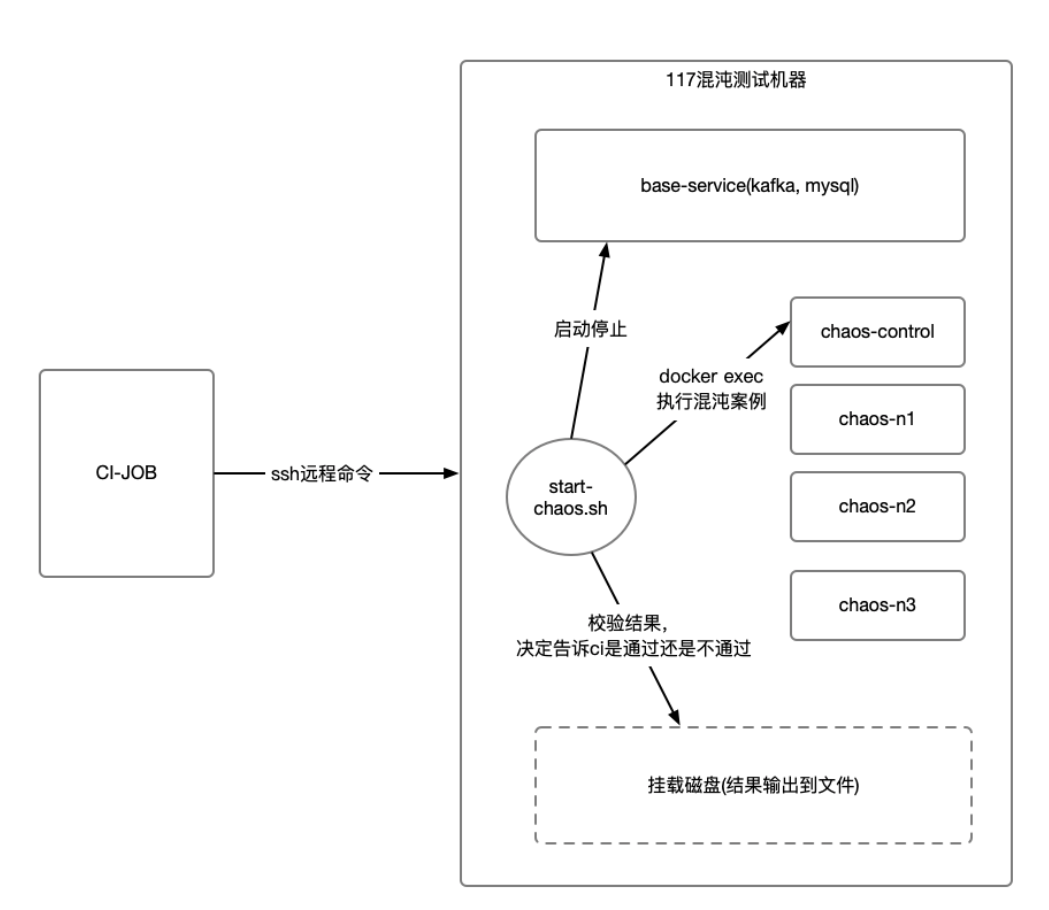 117混沌测试机器
base-service(kafka, mysql)
启动停止
chaos-control
docker exec
执行混沌案例
chaos-n1
CI-JOB
ssh远程命令
start-
chaos.sh
chaos-n2
chaos-n3
校验结果,
决定告诉ci是通过还是不通过
挂载磁盘(结果输出到文件)